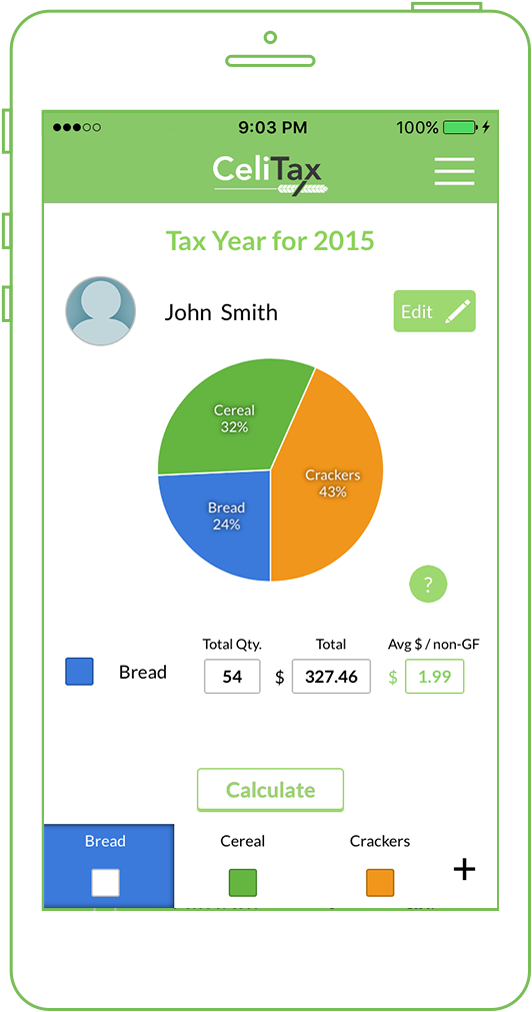 9:03 PM
100%
CeliTax
Tax Year for 2015
John Smith
Edit
Cereal
32%
Crackers
43%
Bread
24%
?
Total Qty.
Total
Avg $ / non-GF
Bread
54
$
327.46
$
1.99
Calculate
Bread
Cereal
Crackers
+